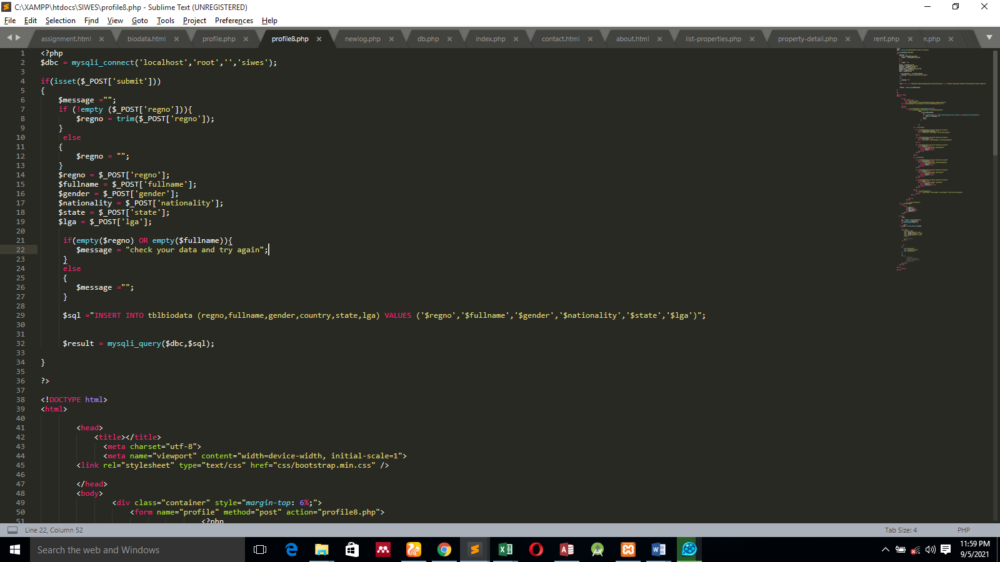 C:\XAMPP\htdocs\SIWES\profile8.php - Sublime Text (UNREGISTERED)
File Edit Selection Find View Goto Tools Project Preferences Help
assignment.html biodata.html profile.php profile8.php newlog.php db.php index.php contact.html about.html list-properties.php property-detail.php rent.php e.php
1 <?php
2 $dbc = mysqli_connect('localhost','root','','siwes');
3
4 if(isset($_POST['submit']))
5 {
6 $message ="";
7 if (!empty ($_POST['regno'])){
8 $regno = trim($_POST['regno']);
9 }
10 else
11 {
12 $regno = "";
13 }
14 $regno = $_POST['regno'];
15 $fullname = $_POST['fullname'];
16 $gender = $_POST['gender'];
17 $nationality = $_POST['nationality'];
18 $state = $_POST['state'];
19 $lga = $_POST['lga'];
20
21 if(empty($regno) OR empty($fullname)){
22 $message = "check your data and try again";
23 }
24 else
25 {
26 $message ="";
27 }
28
29 $sql ="INSERT INTO tblbiodata (regno,fullname,gender,country,state,lga) VALUES ('$regno','$fullname','$gender','$nationality','$state','$lga')";
30
31
32 $result = mysqli_query($dbc,$sql);
33
34 }
35
36 ?>
37
38 <!DOCTYPE html>
39 <html>
40
41 <head>
42 <title></title>
43 <meta charset="utf-8">
44 <meta name="viewport" content="width=device-width, initial-scale=1">
45 <link rel="stylesheet" type="text/css" href="css/bootstrap.min.css" />
46
47 </head>
48 <body>
49 <div class="container" style="margin-top: 6%;">
50 <form name="profile" method="post" action="profile8.php">
51 <?php
Line 22, Column 52 Tab Size: 4 PHP
Search the web and Windows
11:59 PM
9/5/2021